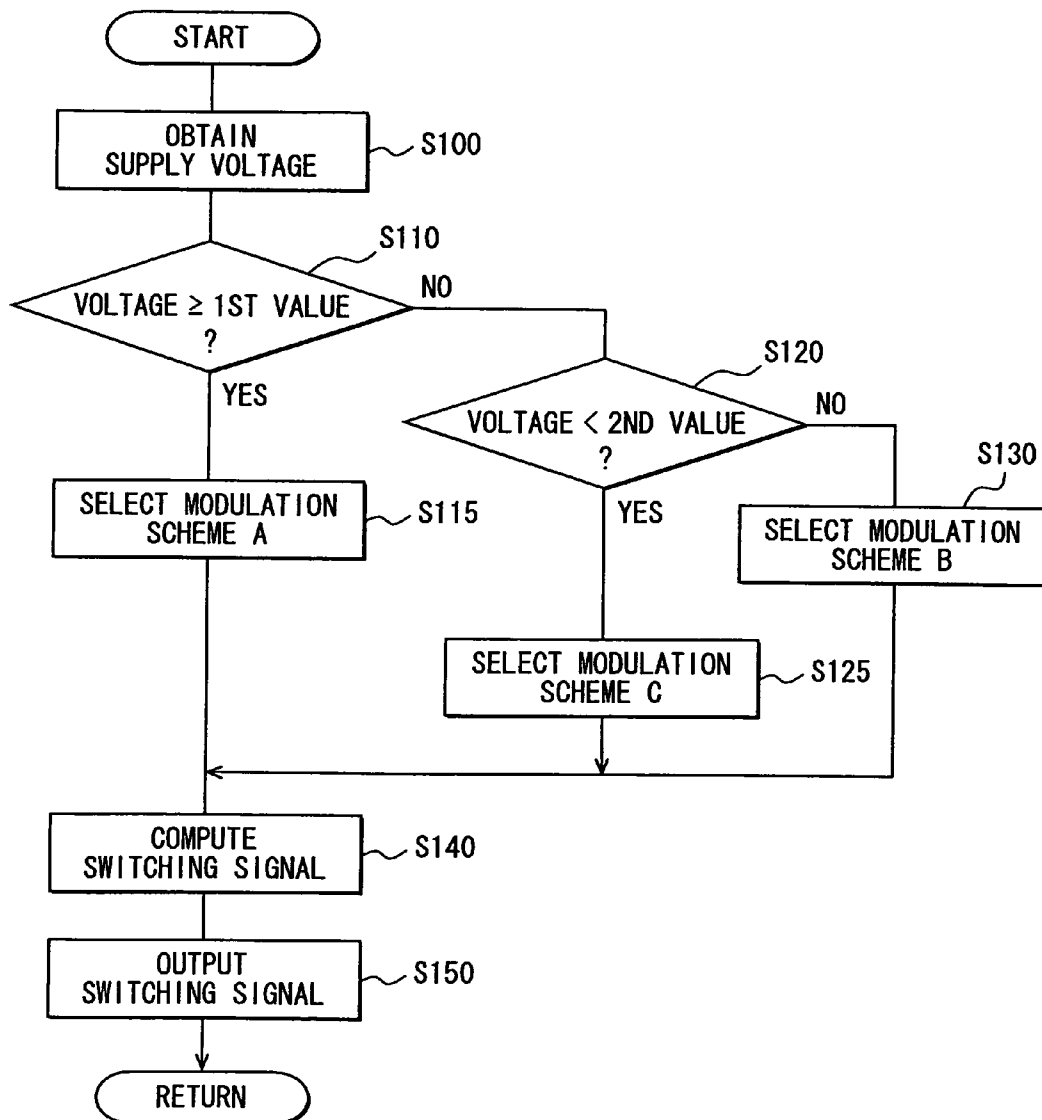 START
OBTAIN
SUPPLY VOLTAGE
S100
S110
VOLTAGE ≥ 1ST VALUE
?
NO
YES
S120
VOLTAGE < 2ND VALUE
?
NO
YES
S130
SELECT MODULATION
SCHEME B
SELECT MODULATION
SCHEME A
S115
SELECT MODULATION
SCHEME C
S125
COMPUTE
SWITCHING SIGNAL
S140
OUTPUT
SWITCHING SIGNAL
S150
RETURN